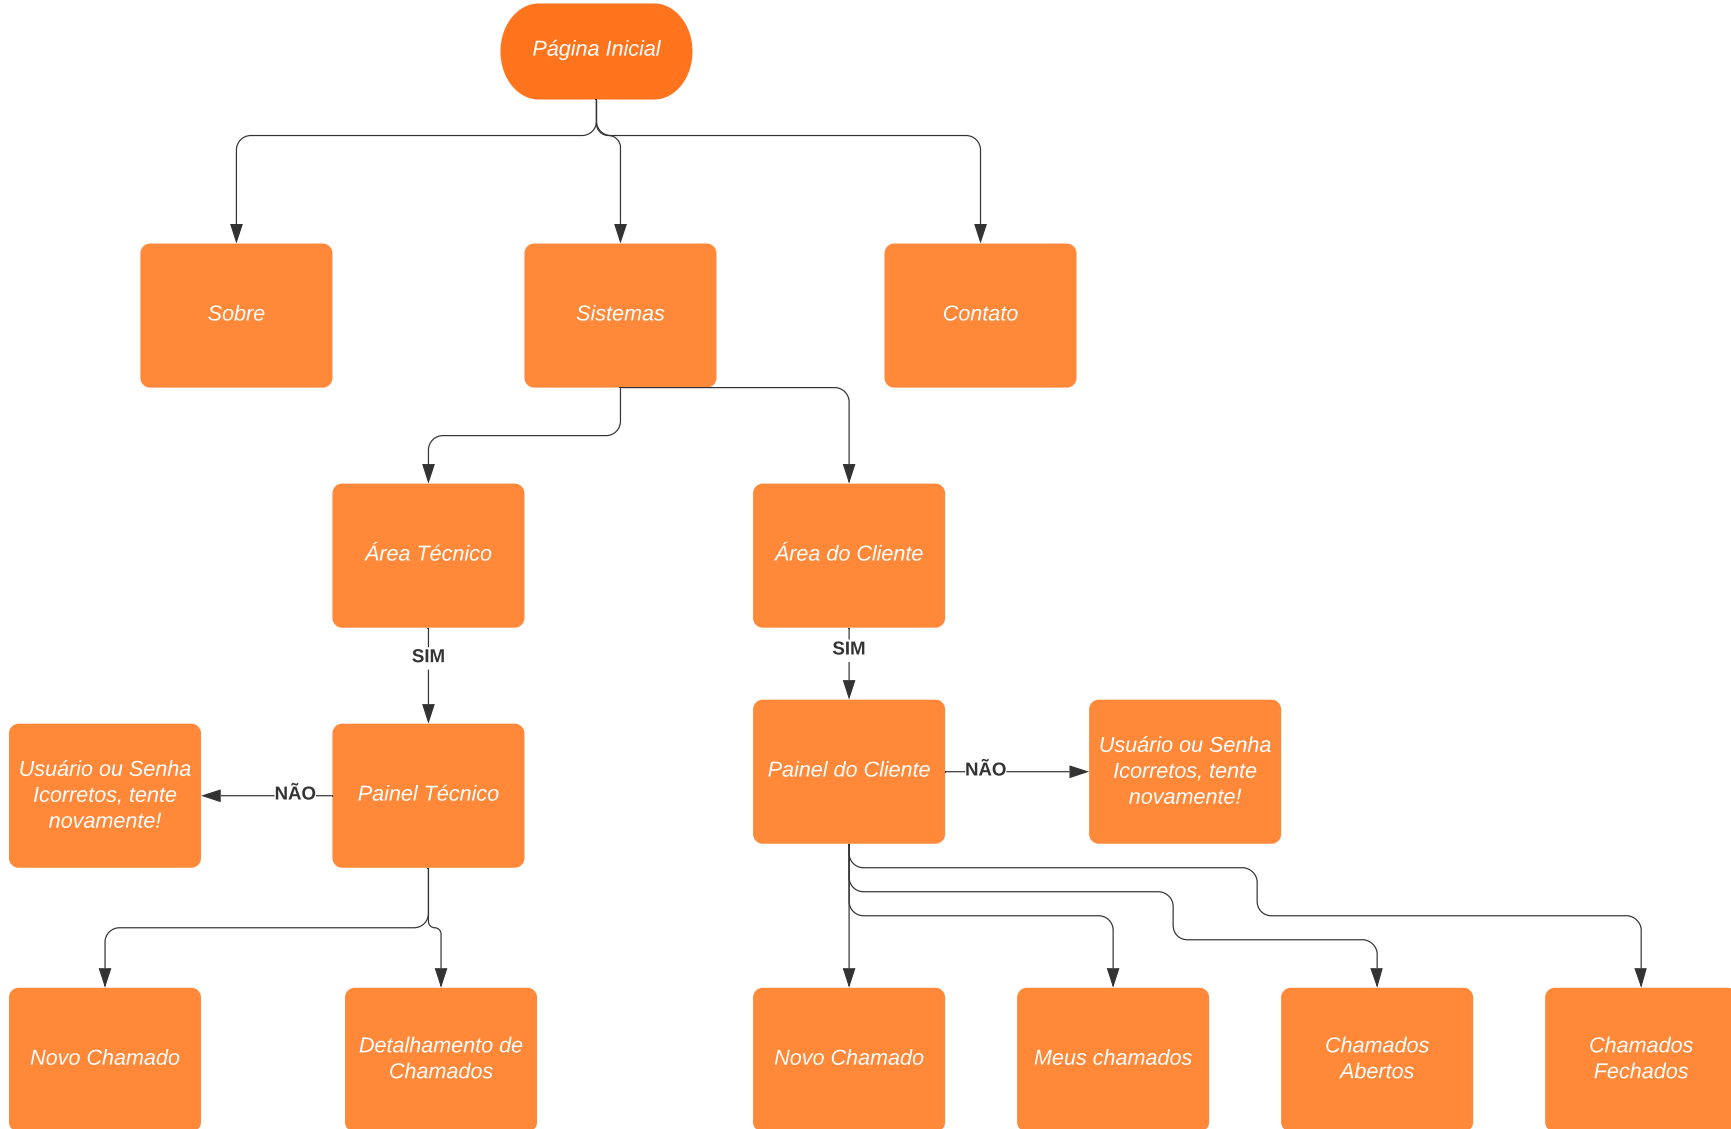 Página Inicial
Sobre
Sistemas
Contato
Área Técnico
Área do Cliente
SIM
SIM
Usuário ou Senha
Icorretos, tente
novamente!
NÃO
Painel Técnico
Painel do Cliente
NÃO
Usuário ou Senha
Icorretos, tente
novamente!
Novo Chamado
Detalhamento de
Chamados
Novo Chamado
Meus chamados
Chamados
Abertos
Chamados
Fechados